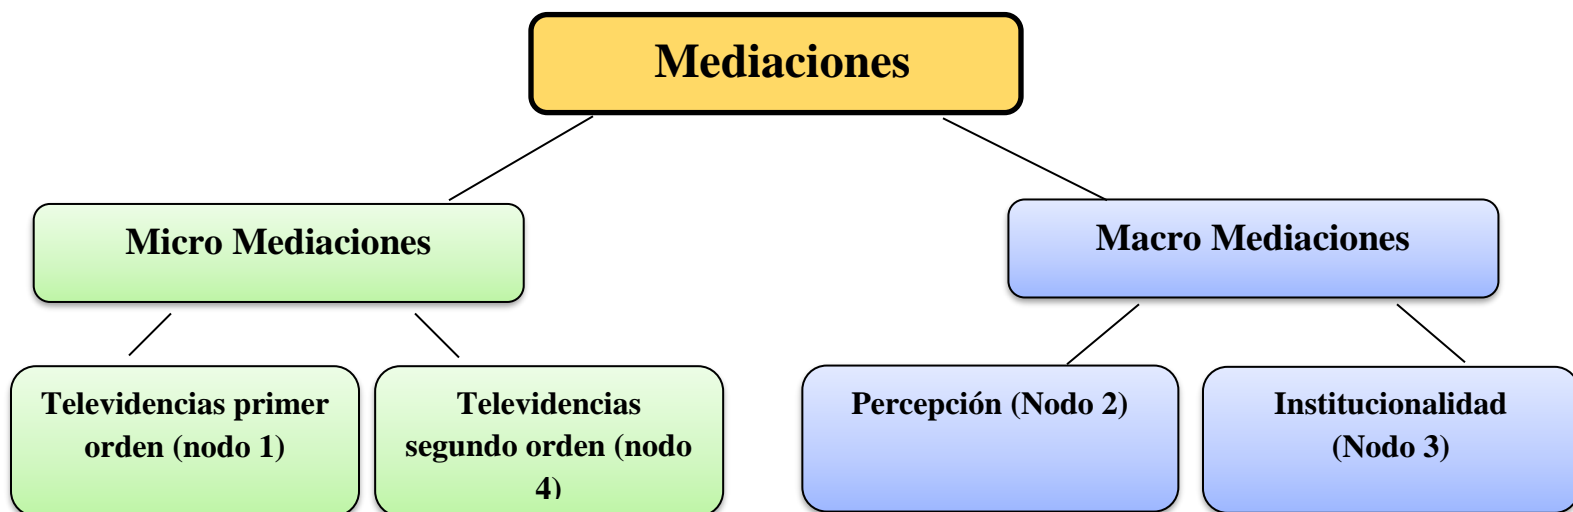 Mediaciones
Micro Mediaciones
Macro Mediaciones
Televidencias primer
orden (nodo 1)
Televidencias
segundo orden (nodo
4)
Percepción (Nodo 2)
Institucionalidad
(Nodo 3)